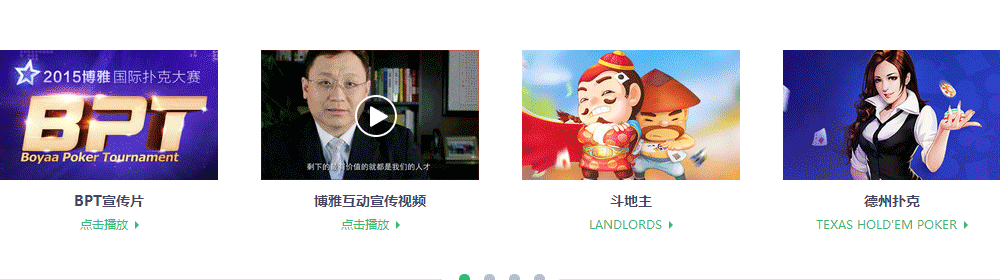 2015博雅国际扑克大赛
BPT
Boyaa Poker Tournament
剩下的最有价值的就都是我们的人才
BPT宣传片
点击播放
博雅互动宣传视频
点击播放
斗地主
LANDLORDS
德州扑克
TEXAS HOLD'EM POKER